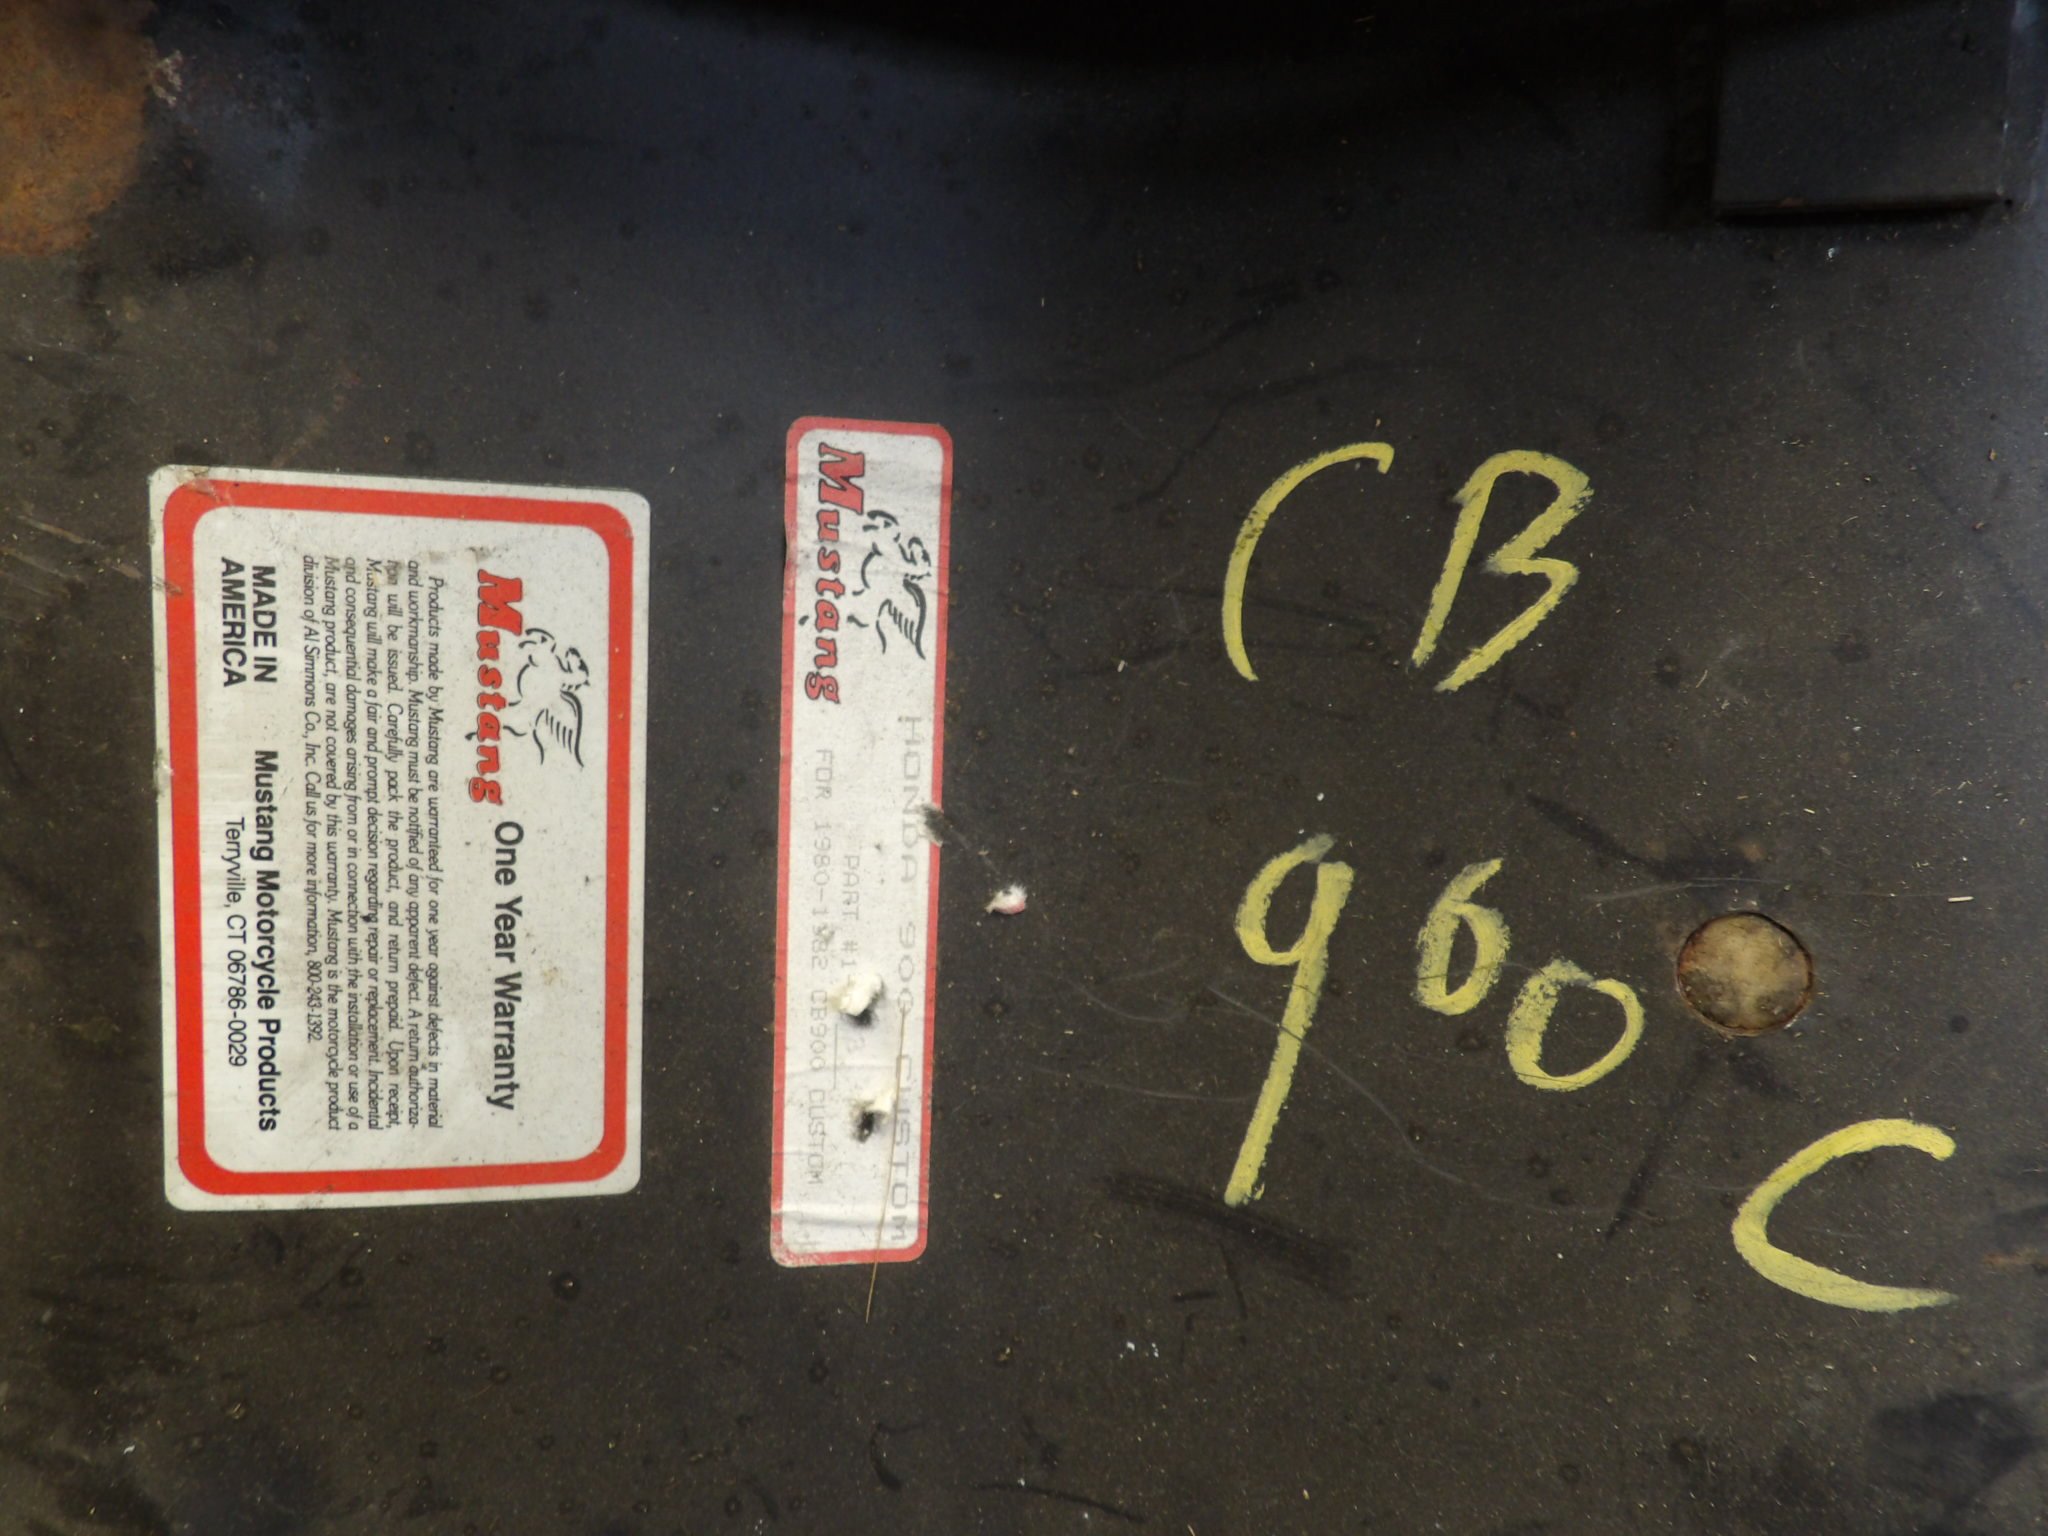 Mustang One Year Warranty.
Products made by Mustang are warranteed for one year against defects in material
and workmanship. Mustang must be notified of any apparent defect. A return authoriza-
tion will be issued. Carefully pack the product, and return prepaid. Upon receipt,
Mustang will make a fair and prompt decision regarding repair or replacement. Incidental
and consequential damages arising from or in connection with the installation or use of a
Mustang product, are not covered by this warranty. Mustang is the motorcycle product
division of Al Simmons Co., Inc. Call us for more information, 800-243-1392.
MADE IN
AMERICA
Mustang Motorcycle Products
Terryville, CT 06786-0029
Mustang
HONDA 900 CUSTOM
PART
FOR 1980-1982 CB900 CUSTOM
CB
900
C